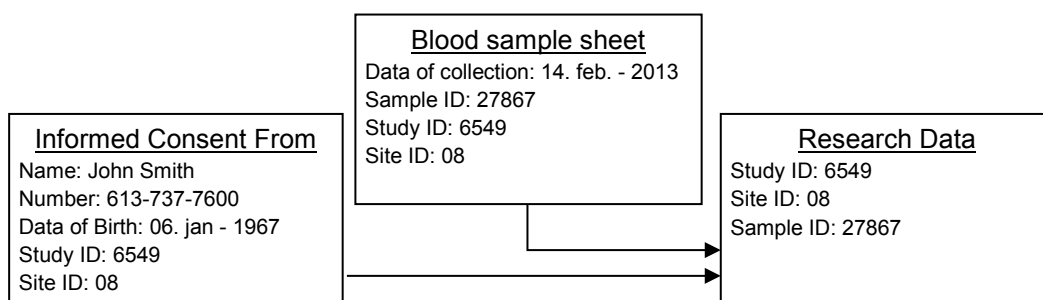 Blood sample sheet
Data of collection: 14. feb. - 2013
Sample ID: 27867
Study ID: 6549
Site ID: 08
Informed Consent From
Name: John Smith
Number: 613-737-7600
Data of Birth: 06. jan - 1967
Study ID: 6549
Site ID: 08
Research Data
Study ID: 6549
Site ID: 08
Sample ID: 27867